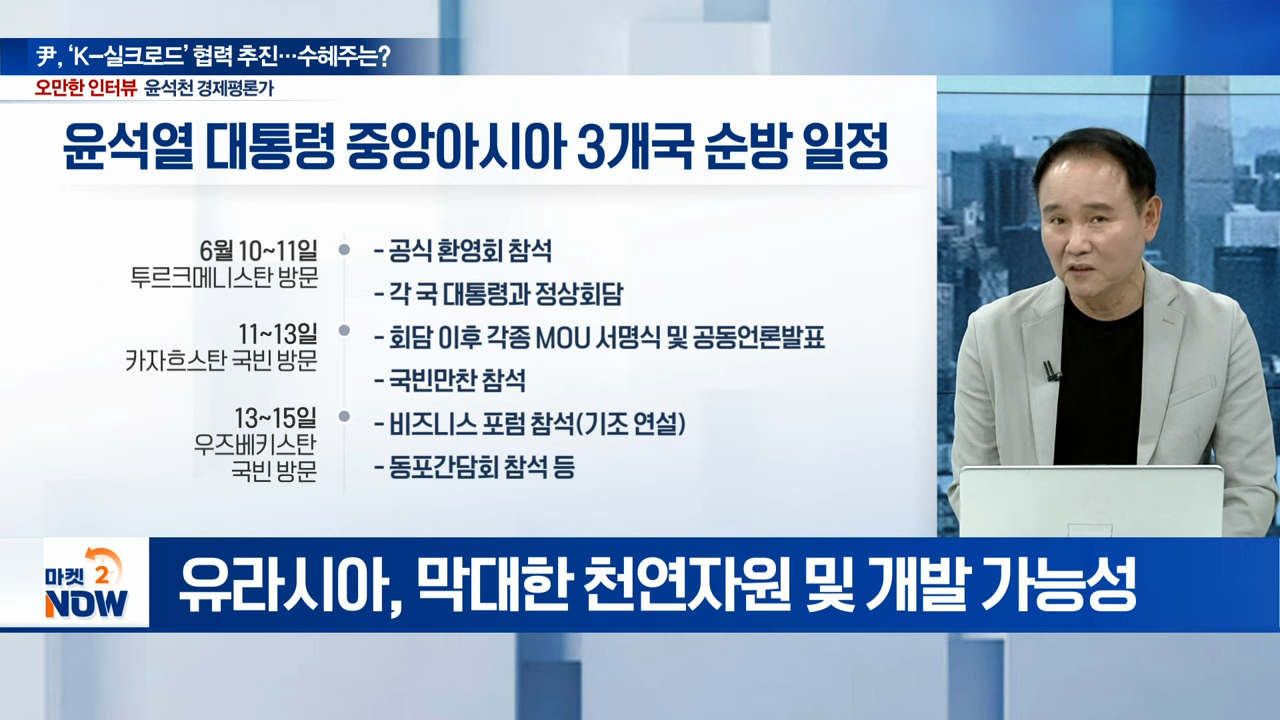 尹, ‘K-실크로드’ 협력 추진…수혜주는?
오만한 인터뷰 윤석천 경제평론가
윤석열 대통령 중앙아시아 3개국 순방 일정
6월 10~11일
투르크메니스탄 방문
11~13일
카자흐스탄 국빈 방문
13~15일
우즈베키스탄
국빈 방문
- 공식 환영회 참석
- 각 국 대통령과 정상회담
- 회담 이후 각종 MOU 서명식 및 공동언론발표
- 국빈만찬 참석
- 비즈니스 포럼 참석(기조 연설)
- 동포간담회 참석 등
마켓 2
NOW
유라시아, 막대한 천연자원 및 개발 가능성